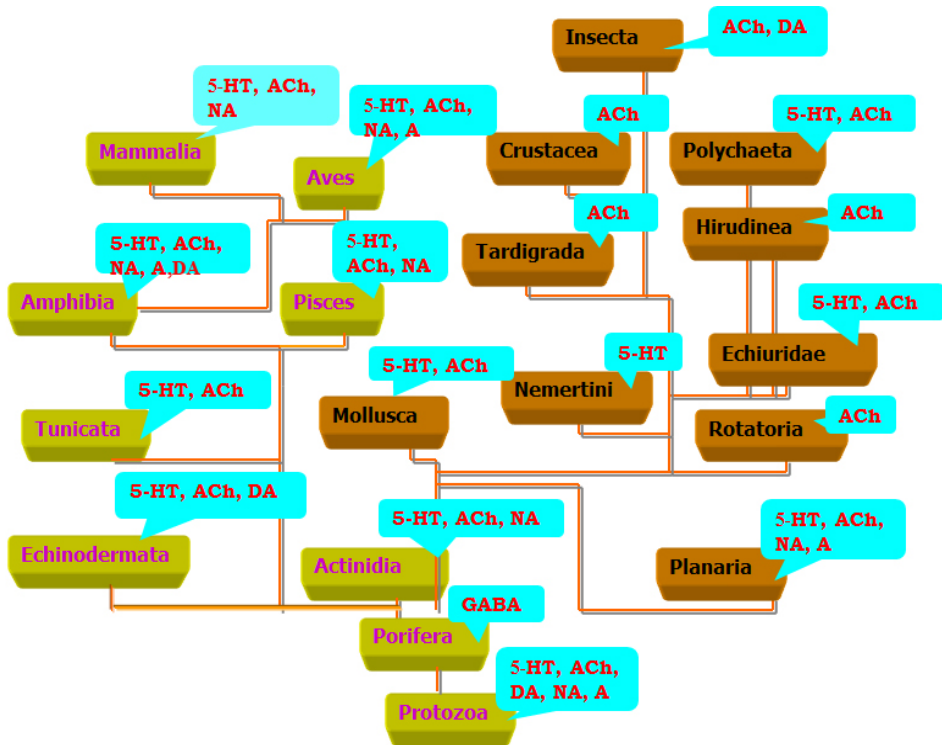 Insecta
ACh, DA
5-HT, ACh,
NA
Mammalia
5-HT, ACh,
NA, A
Aves
ACh
Crustacea
5-HT, ACh
Polychaeta
ACh
Hirudinea
ACh
Tardigrada
5-HT, ACh,
NA, A,DA
Amphibia
5-HT,
ACh, NA
Pisces
5-HT, ACh
Echiuridae
5-HT, ACh
Mollusca
5-HT
Nemertini
5-HT, ACh
Tunicata
ACh
Rotatoria
5-HT, ACh, DA
Echinodermata
5-HT, ACh, NA
Actinidia
5-HT, ACh,
NA, A
Planaria
GABA
Porifera
5-HT, ACh,
DA, NA, A
Protozoa